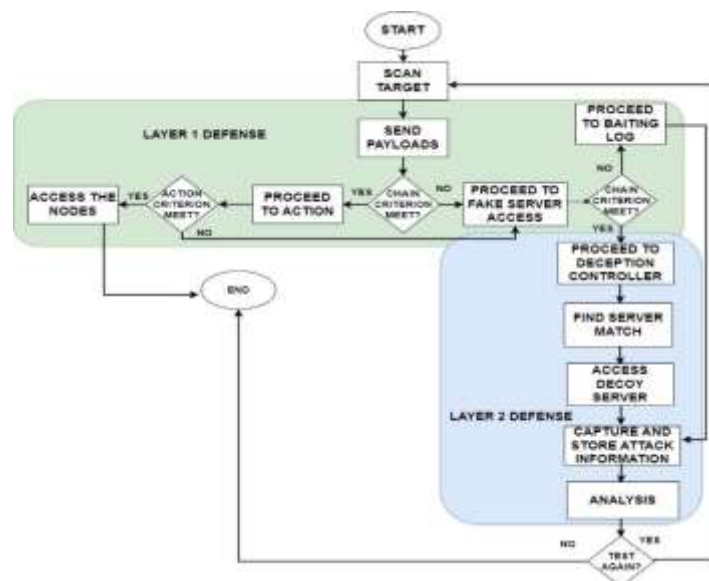 START
SCAN
TARGET
LAYER 1 DEFENSE
SEND
PAYLOADS
PROCEED
TO BAITING
LOG
NO
ACCESS THE
NODES
YES
ACTION
CRITERION
MEET?
PROCEED
TO ACTION
YES
CHAIN
CRITERION
MEET?
NO
PROCEED TO
FAKE SERVER
ACCESS
CHAIN
CRITERION
MEET?
NO
YES
PROCEED TO
DECEPTION
CONTROLLER
END
FIND SERVER
MATCH
ACCESS
DECOY
SERVER
LAYER 2 DEFENSE
CAPTURE AND
STORE ATTACK
INFORMATION
ANALYSIS
NO
YES
TEST
AGAIN?